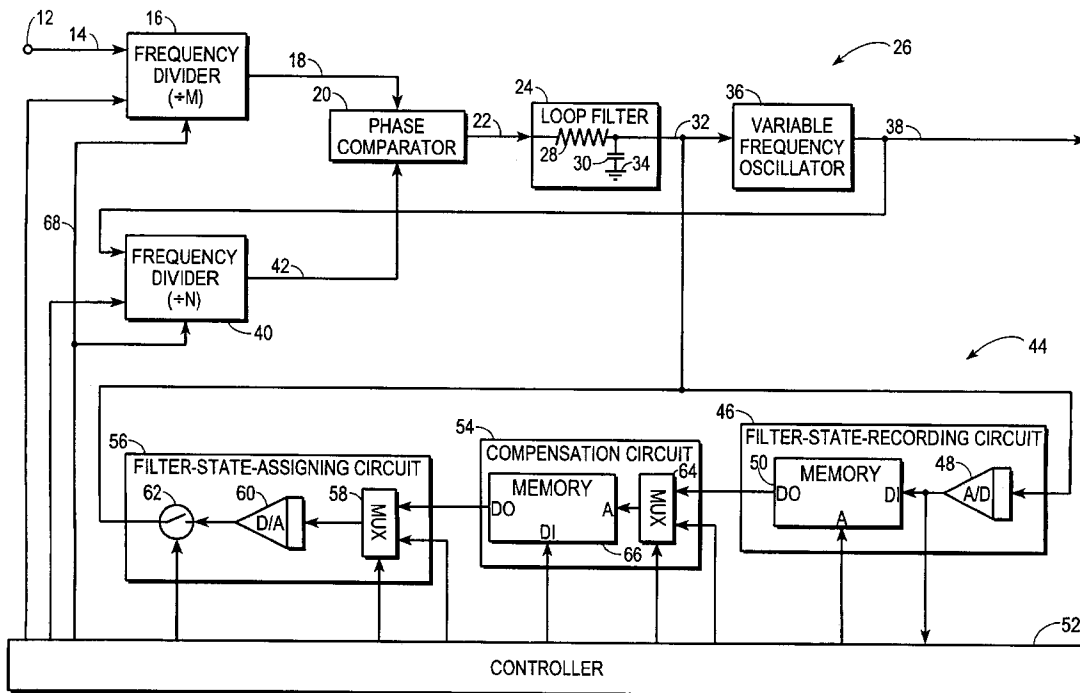 12
14
16
FREQUENCY
DIVIDER
(÷M)
18
20
PHASE
COMPARATOR
22
24
LOOP FILTER
28
30
34
32
26
36
VARIABLE
FREQUENCY
OSCILLATOR
38
68
FREQUENCY
DIVIDER
(÷N)
40
42
44
56
FILTER-STATE-ASSIGNING CIRCUIT
62
60
D/A
58
MUX
54
COMPENSATION CIRCUIT
MEMORY
DO
A
DI
66
64
MUX
46
FILTER-STATE-RECORDING CIRCUIT
50
MEMORY
DO
DI
A
48
A/D
52
CONTROLLER